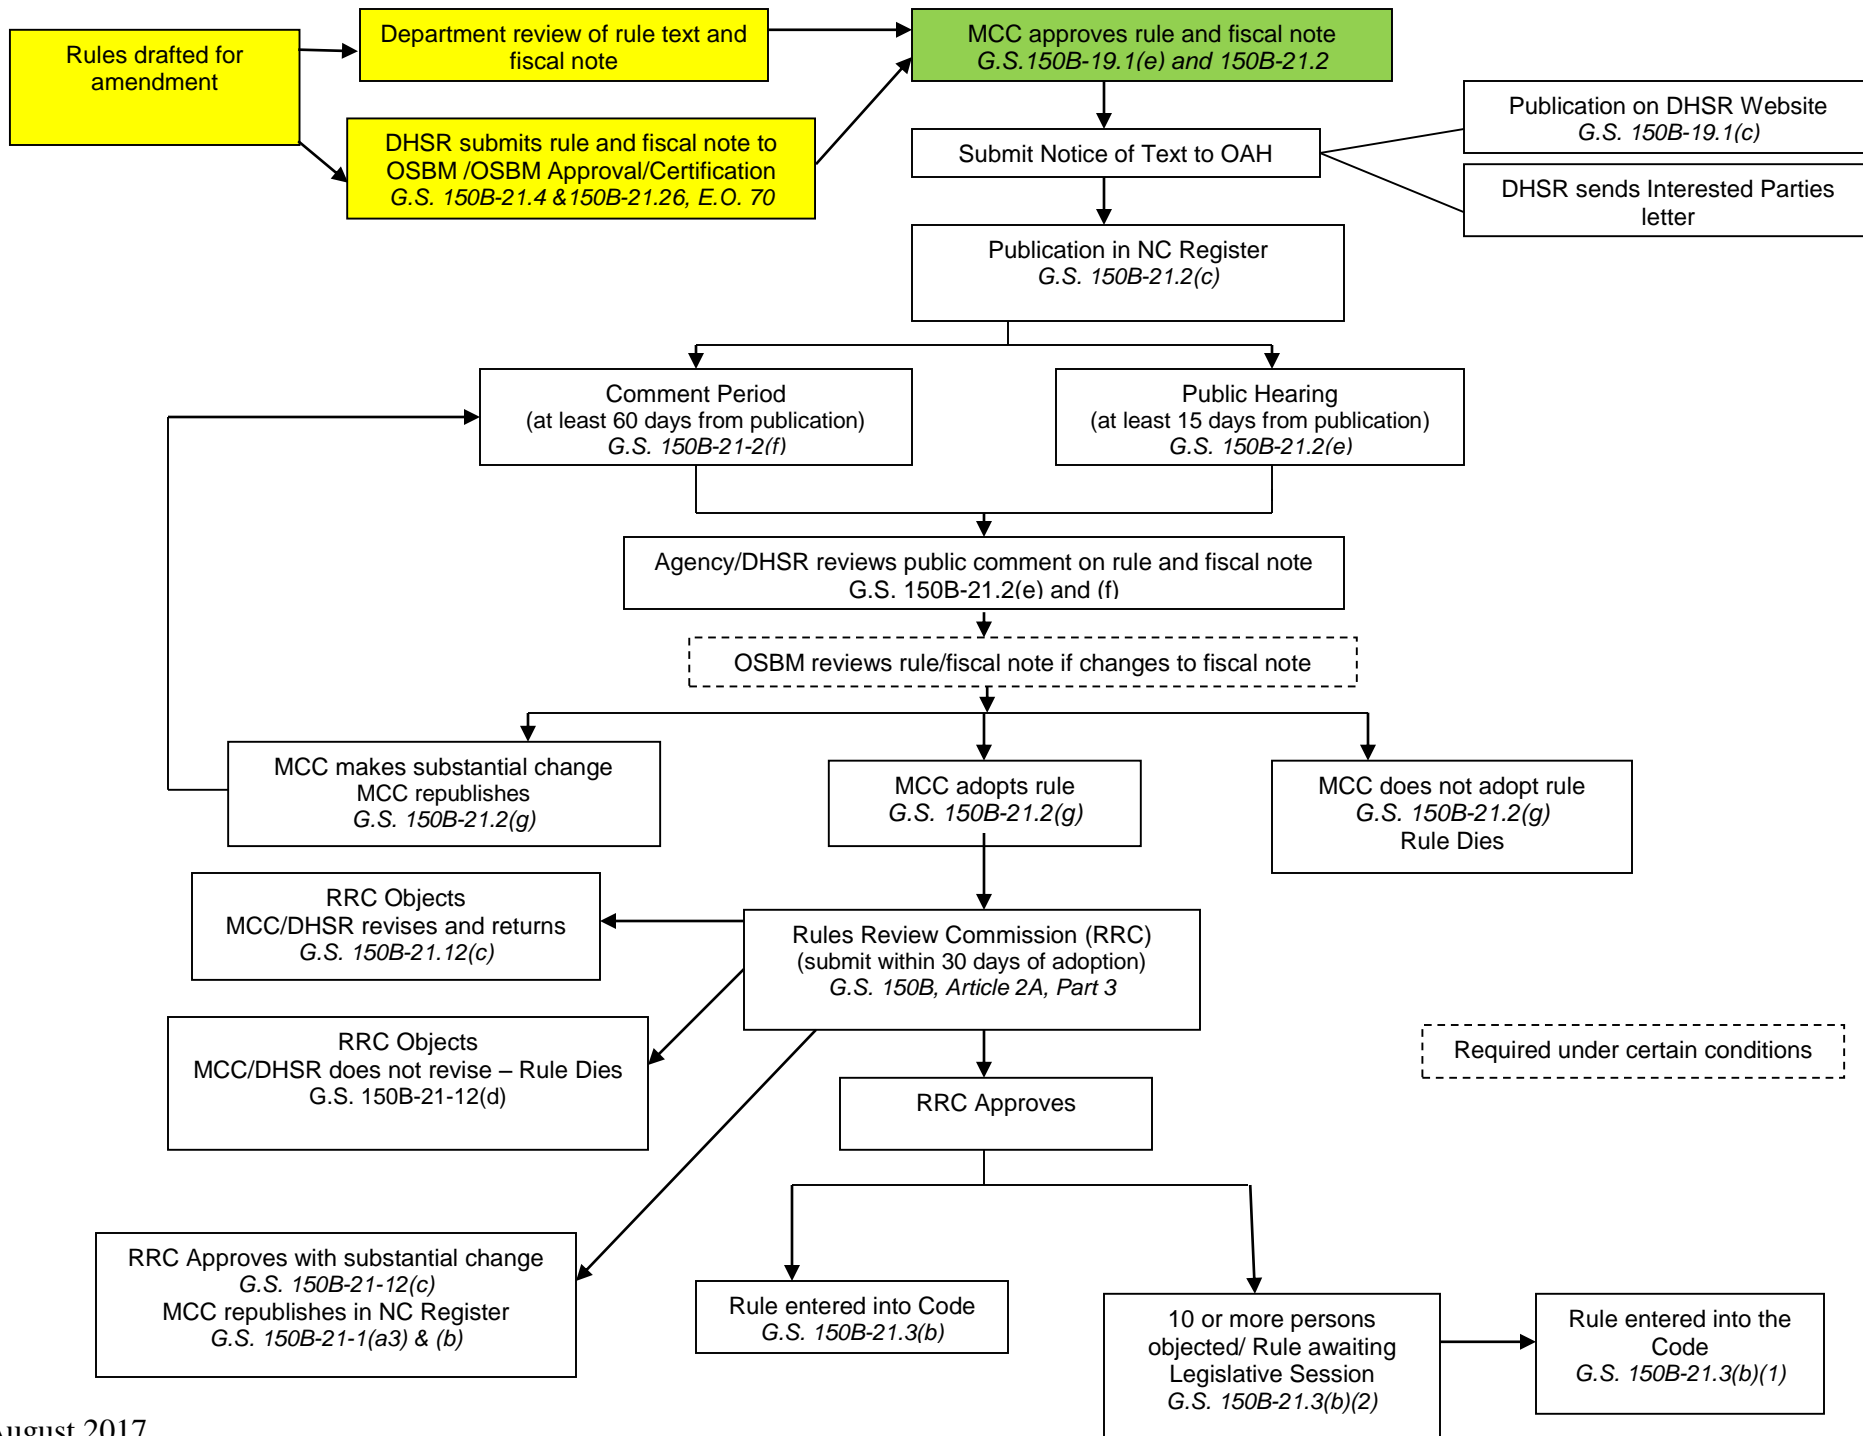 Rules drafted for
amendment
Department review of rule text and
fiscal note
MCC approves rule and fiscal note
G.S.150B-19.1(e) and 150B-21.2
DHSR submits rule and fiscal note to
OSBM /OSBM Approval/Certification
G.S. 150B-21.4 &150B-21.26, E.O. 70
Submit Notice of Text to OAH
Publication on DHSR Website
G.S. 150B-19.1(c)
DHSR sends Interested Parties
letter
Publication in NC Register
G.S. 150B-21.2(c)
Comment Period
(at least 60 days from publication)
G.S. 150B-21-2(f)
Public Hearing
(at least 15 days from publication)
G.S. 150B-21.2(e)
Agency/DHSR reviews public comment on rule and fiscal note
G.S. 150B-21.2(e) and (f)
OSBM reviews rule/fiscal note if changes to fiscal note
MCC makes substantial change
MCC republishes
G.S. 150B-21.2(g)
MCC adopts rule
G.S. 150B-21.2(g)
MCC does not adopt rule
G.S. 150B-21.2(g)
Rule Dies
RRC Objects
MCC/DHSR revises and returns
G.S. 150B-21.12(c)
Rules Review Commission (RRC)
(submit within 30 days of adoption)
G.S. 150B, Article 2A, Part 3
RRC Objects
MCC/DHSR does not revise – Rule Dies
G.S. 150B-21-12(d)
Required under certain conditions
RRC Approves
RRC Approves with substantial change
G.S. 150B-21-12(c)
MCC republishes in NC Register
G.S. 150B-21-1(a3) & (b)
Rule entered into Code
G.S. 150B-21.3(b)
10 or more persons
objected/ Rule awaiting
Legislative Session
G.S. 150B-21.3(b)(2)
Rule entered into the
Code
G.S. 150B-21.3(b)(1)
August 2017